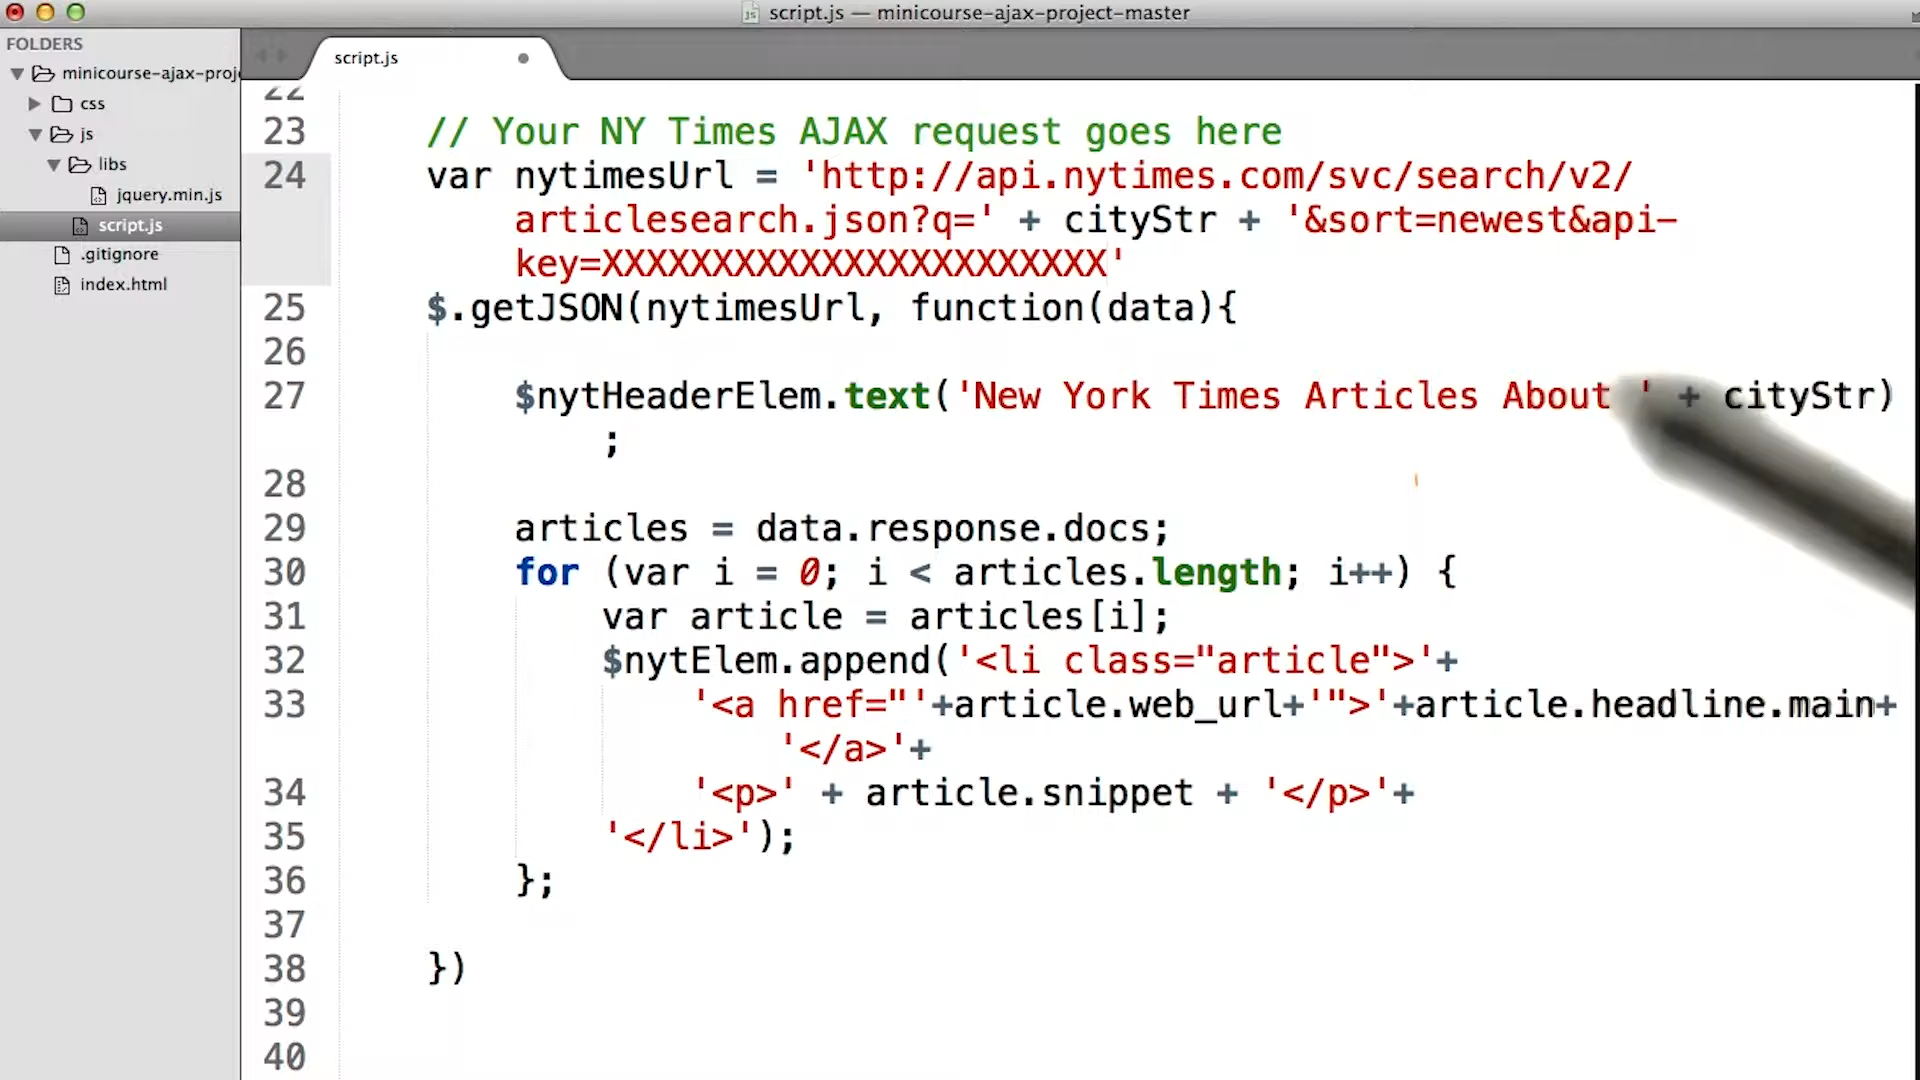 script.js — minicourse-ajax-project-master
FOLDERS
minicourse-ajax-proj
css
js
libs
jquery.min.js
script.js
.gitignore
index.html
script.js
22
23 // Your NY Times AJAX request goes here
24 var nytimesUrl = 'http://api.nytimes.com/svc/search/v2/
articlesearch.json?q=' + cityStr + '&sort=newest&api-
key=XXXXXXXXXXXXXXXXXXXXXXX'
25 $.getJSON(nytimesUrl, function(data){
26
27 $nytHeaderElem.text('New York Times Articles About ' + cityStr)
;
28
29 articles = data.response.docs;
30 for (var i = 0; i < articles.length; i++) {
31 var article = articles[i];
32 $nytElem.append('<li class="article">'+
33 '<a href="'+article.web_url+'">'+article.headline.main+
'</a>'+
34 '<p>' + article.snippet + '</p>'+
35 '</li>');
36 };
37
38 })
39
40